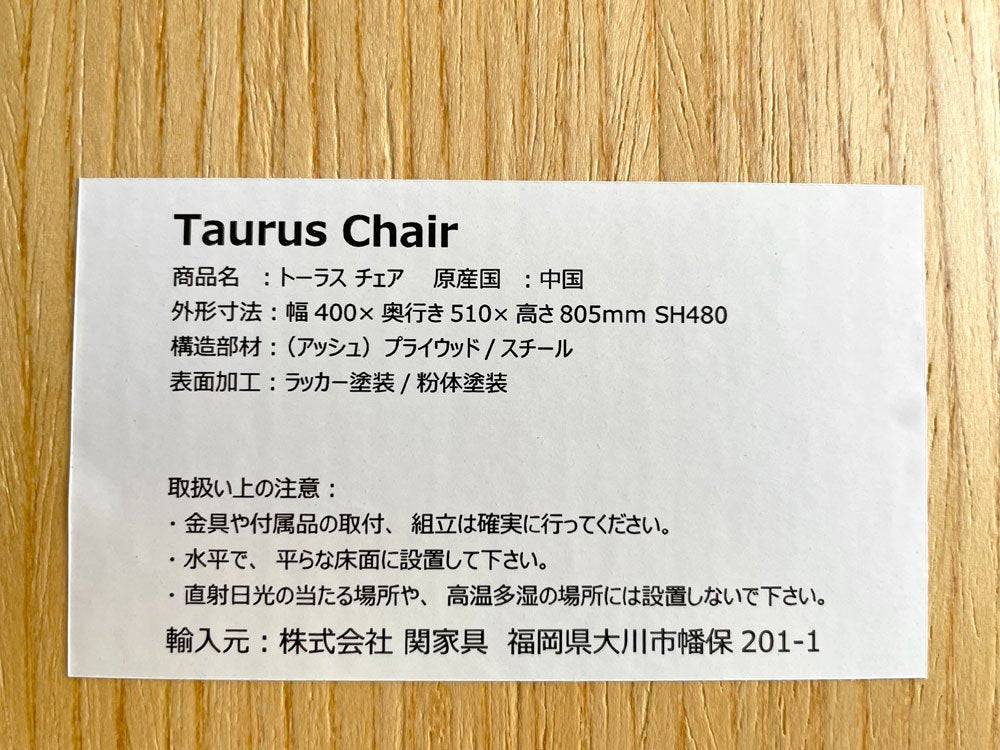 Taurus Chair
商品名 ：トーラス チェア 原産国 ：中国
外形寸法：幅 400× 奥行き 510× 高さ 805mm SH480
構造部材：（アッシュ）プライウッド / スチール
表面加工：ラッカー塗装 / 粉体塗装
取扱い上の注意：
・金具や付属品の取付、組立は確実に行ってください。
・水平で、平らな床面に設置して下さい。
・直射日光の当たる場所や、高温多湿の場所には設置しないで下さい。
輸入元：株式会社 関家具 福岡県大川市幡保 201-1